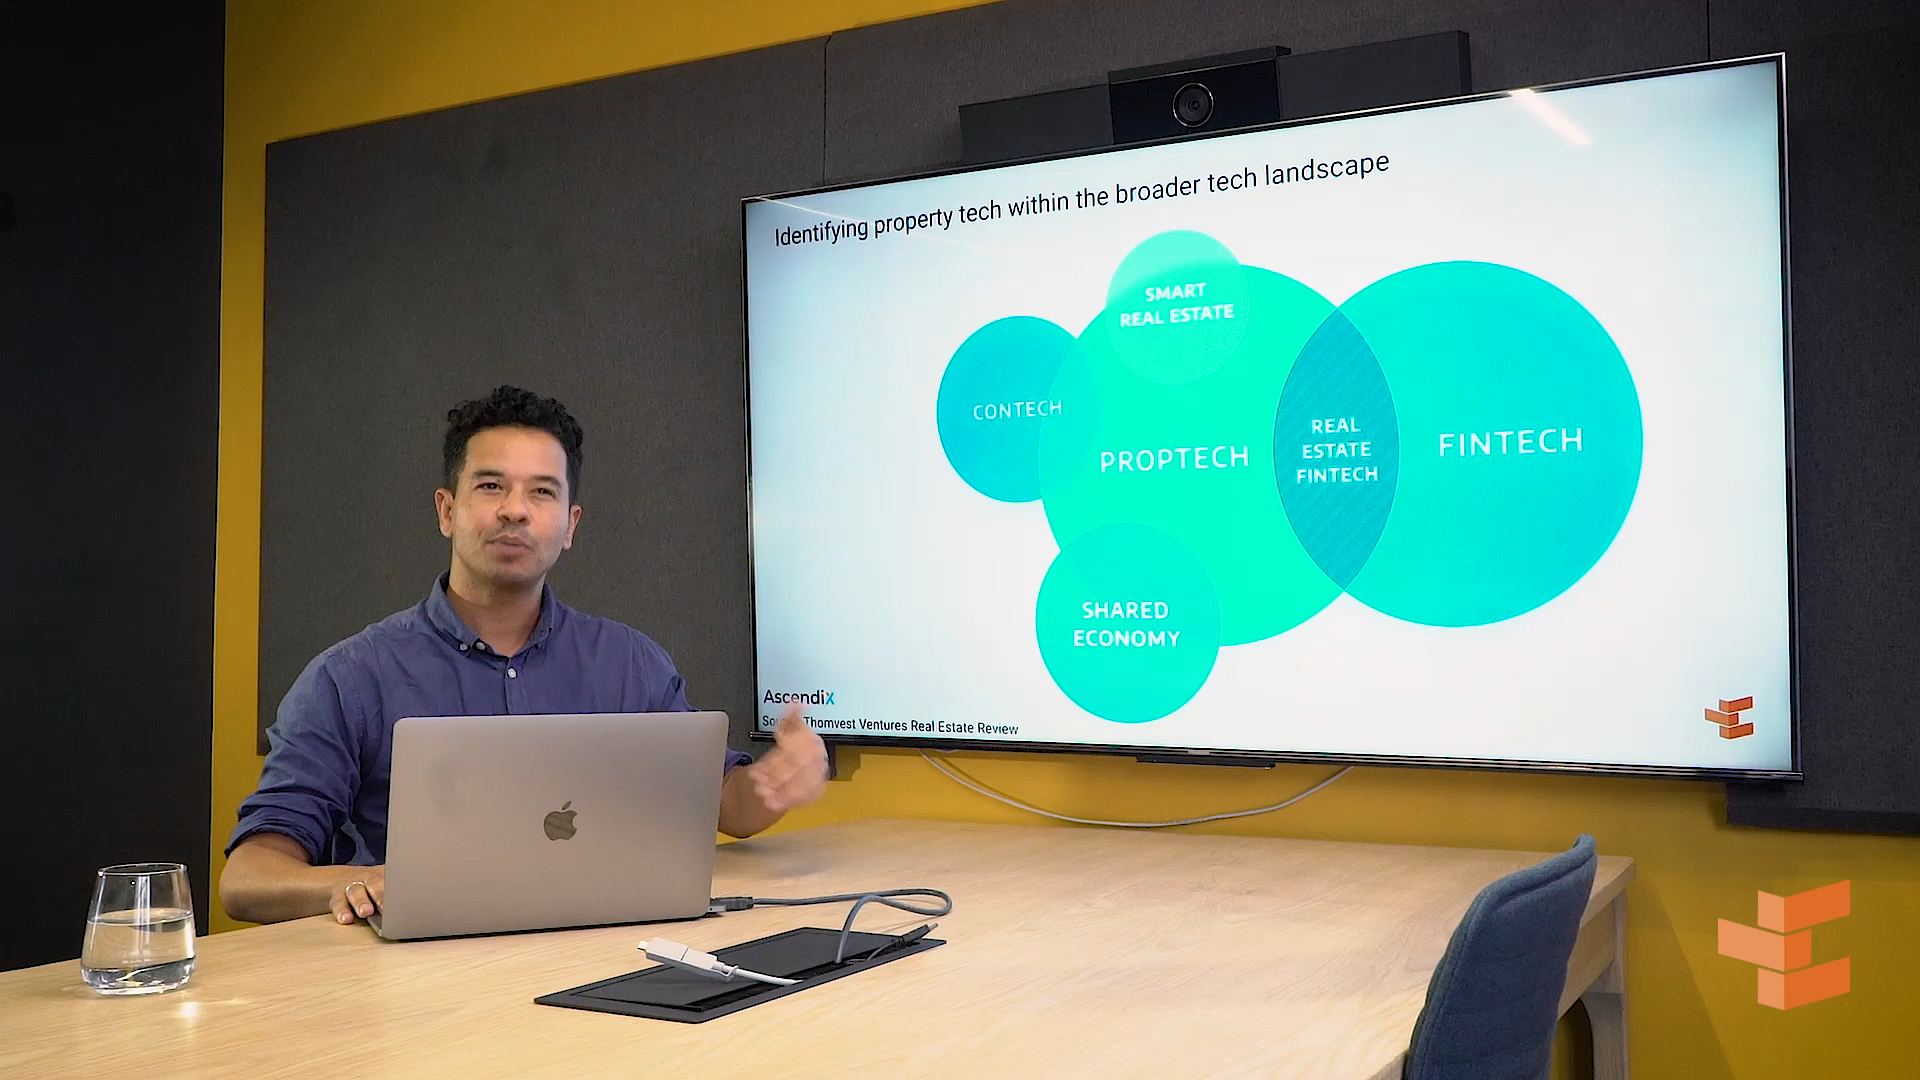 Identifying property tech within the broader tech landscape
SMART
REAL ESTATE
CONTECH
PROPTECH
REAL
ESTATE
FINTECH
FINTECH
SHARED
ECONOMY
Ascendix
Thomvest Ventures Real Estate Review